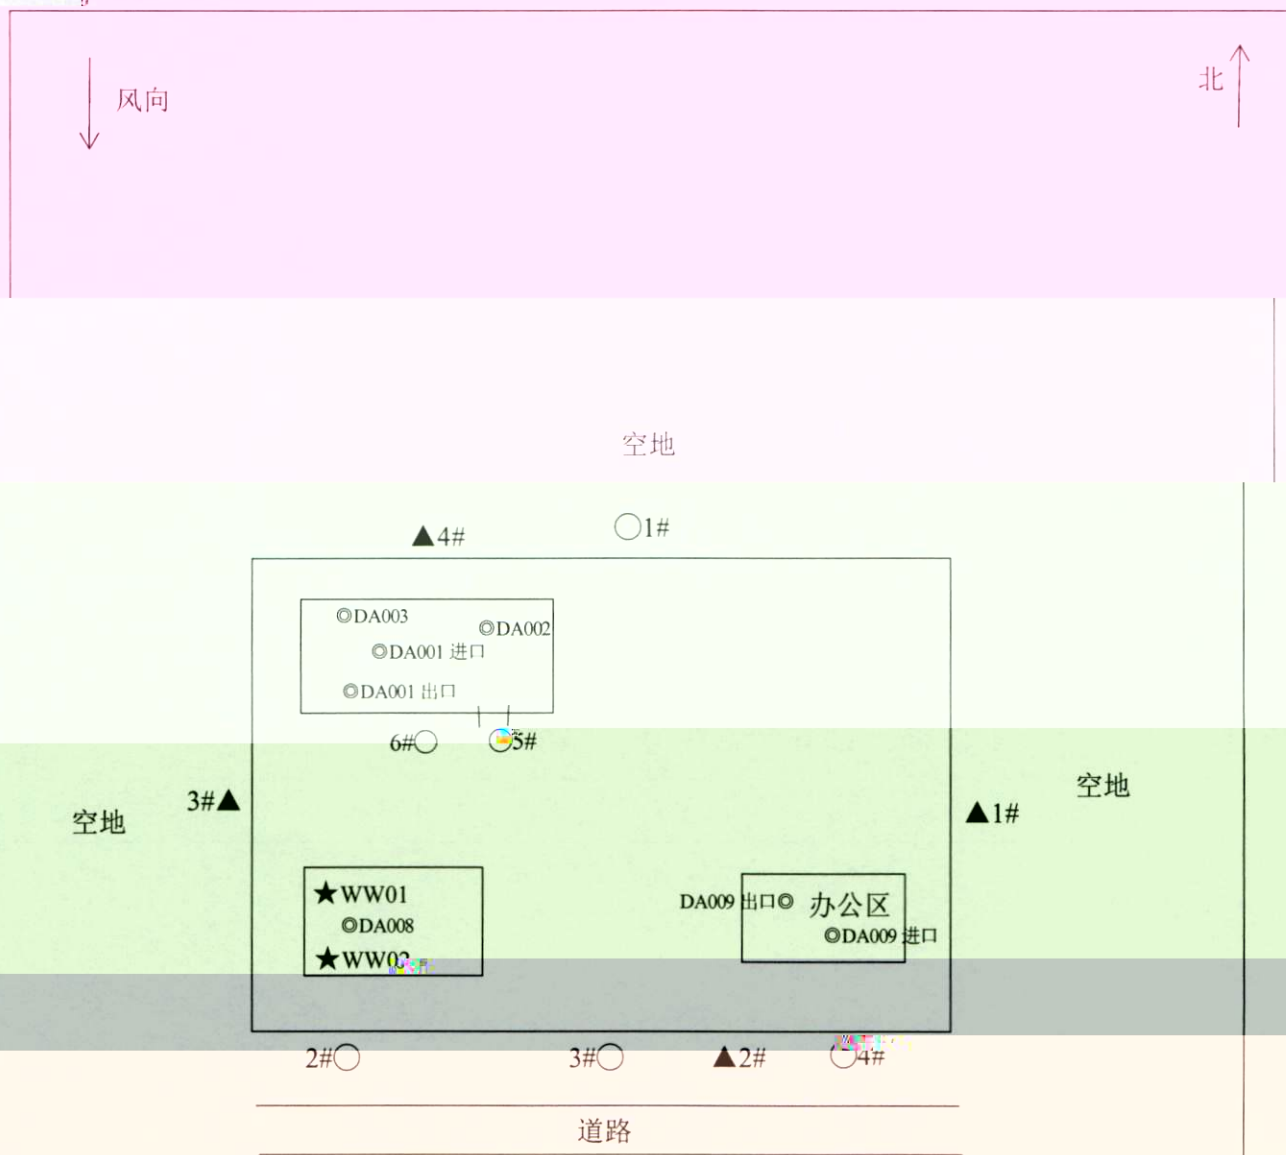 风向
北
空地
▲4#
○1#
◎DA003
◎DA002
◎DA001 进口
◎DA001 出口
6#○
○5#
3#▲
空地
空地
▲1#
★WW01
◎DA008
★WW02
DA009 出口◎
办公区
◎DA009 进口
2#○
3#○
▲2#
○4#
道路